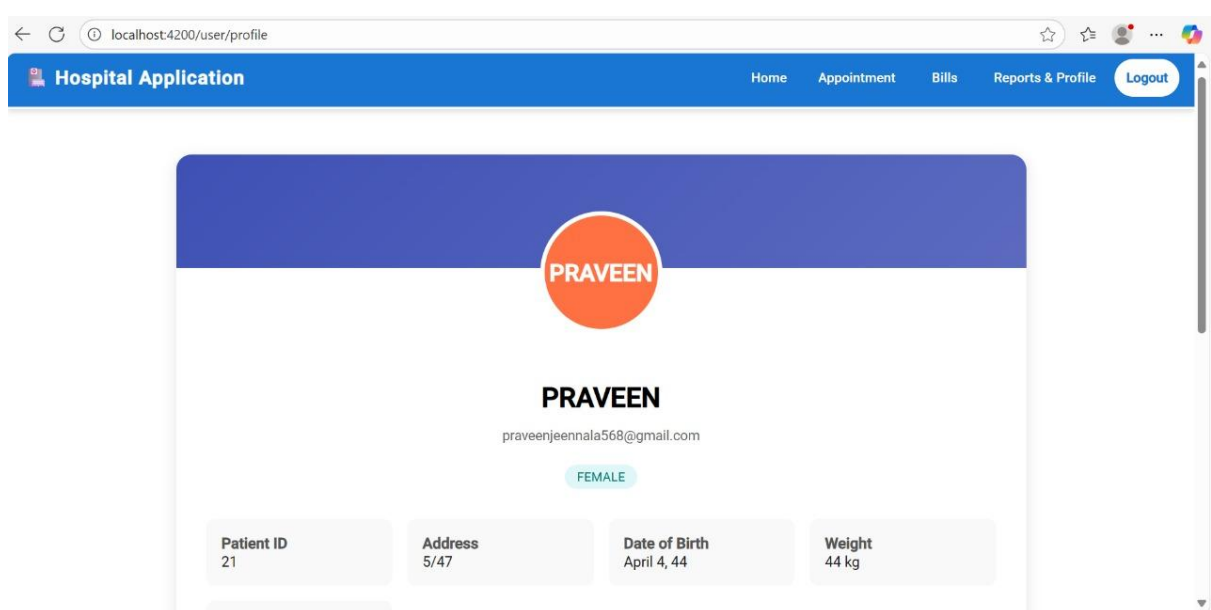 localhost:4200/user/profile
Hospital Application Home Appointment Bills Reports & Profile Logout
PRAVEEN
PRAVEEN
praveenjeennala568@gmail.com
FEMALE
Patient ID Address Date of Birth Weight
21 5/47 April 4, 44 44 kg